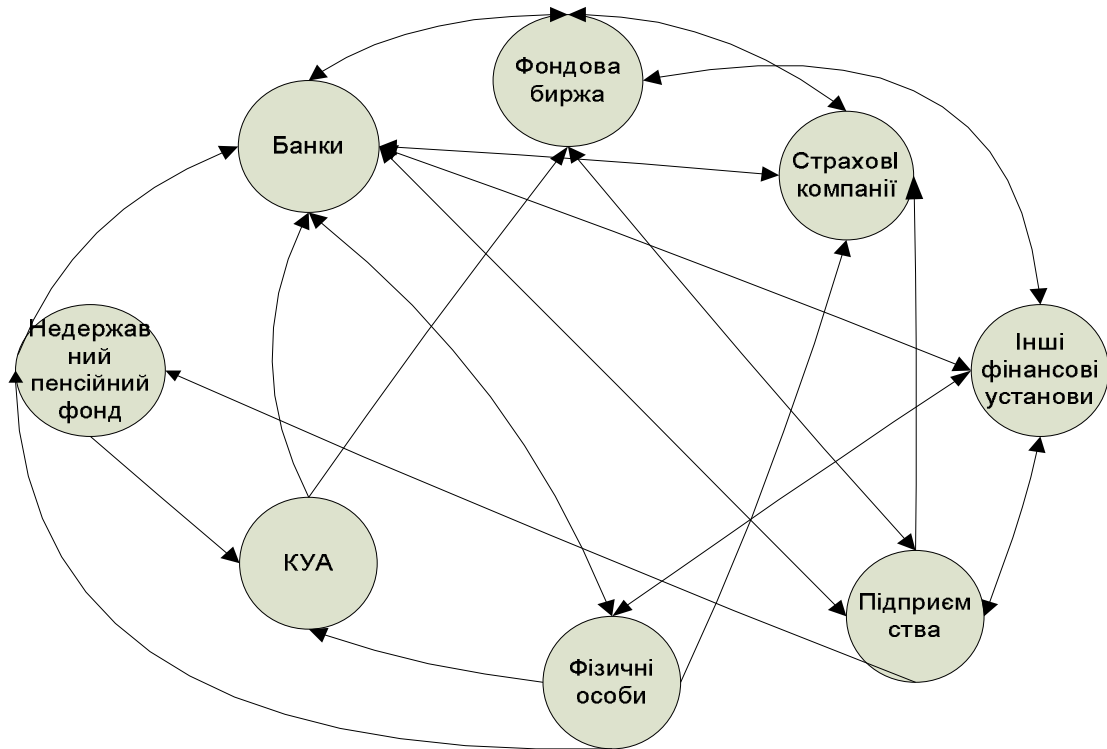 Фондова
биржа
Банки
Страхові
компанії
Недержав
ний
пенсійний
фонд
Інші
фінансові
установи
КУА
Підприєм
ства
Фізичні
особи